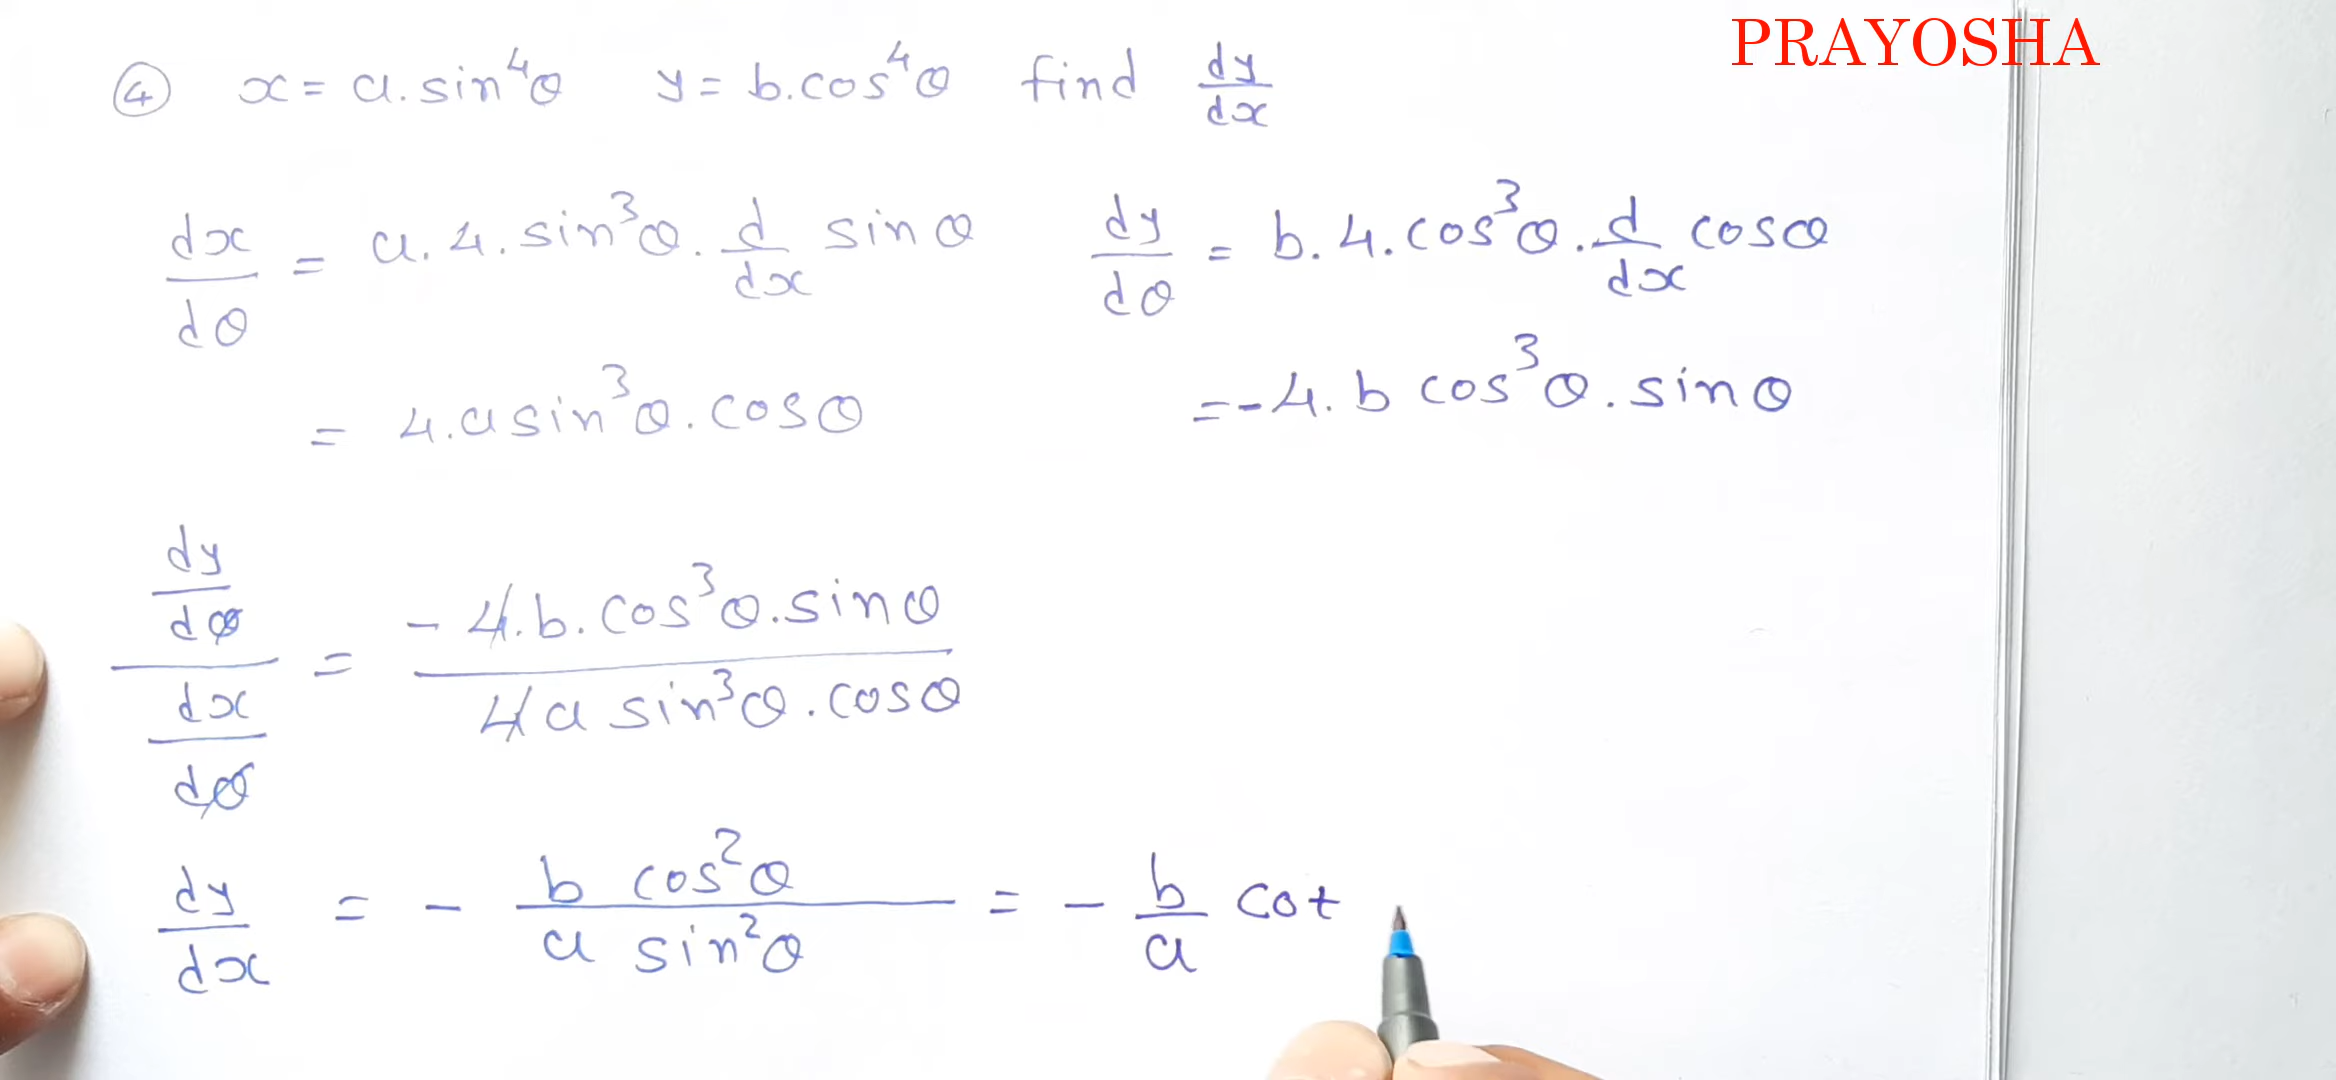 PRAYOSHA
④ x = a.sin⁴θ y = b.cos⁴θ find dy/dx
dx/dθ = a.4.sin³θ.d/dx sinθ dy/dθ = b.4.cos³θ.d/dx cosθ
= 4.a sin³θ.cosθ = -4.b cos³θ.sinθ
dy/dθ / dx/dθ = -4.b.cos³θ.sinθ / 4a sin³θ.cosθ
dy/dx = - b cos²θ / a sin²θ = - b/a cot